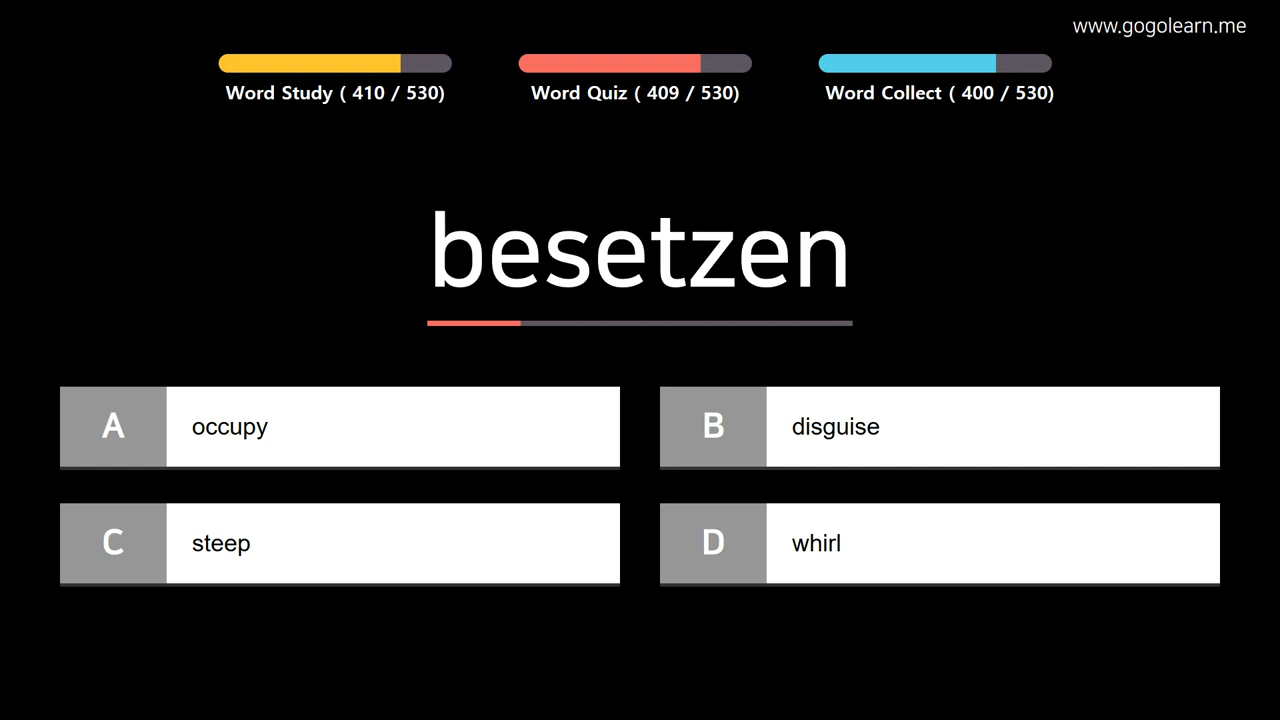 www.gogolearn.me
Word Study ( 410 / 530)
Word Quiz ( 409 / 530)
Word Collect ( 400 / 530)
besetzen
A occupy
B disguise
C steep
D whirl